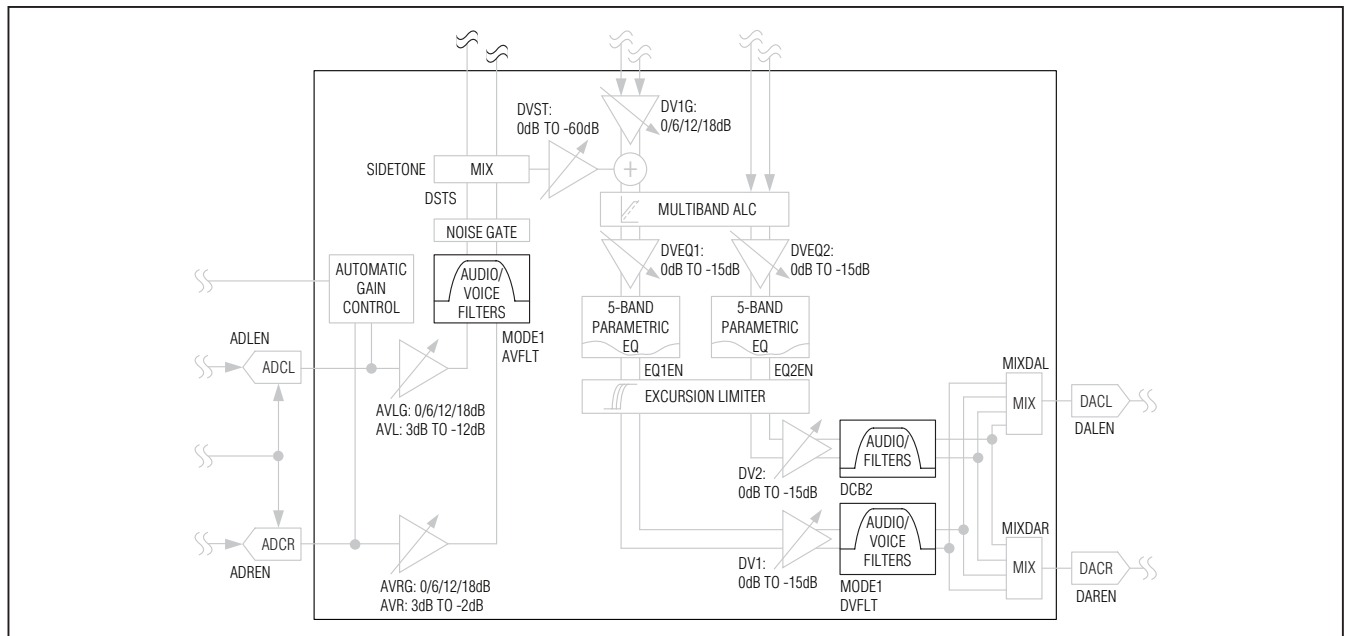 DVST:
0dB TO -60dB
DV1G:
0/6/12/18dB
SIDETONE
MIX
+
DSTS
MULTIBAND ALC
NOISE GATE
DVEQ1:
0dB TO -15dB
DVEQ2:
0dB TO -15dB
AUTOMATIC
GAIN
CONTROL
AUDIO/
VOICE
FILTERS
5-BAND
PARAMETRIC
EQ
5-BAND
PARAMETRIC
EQ
MODE1
AVFLT
ADLEN
ADCL
EQ1EN
EQ2EN
EXCURSION LIMITER
MIXDAL
MIX
DACL
DALEN
AVLG: 0/6/12/18dB
AVL: 3dB TO -12dB
DV2:
0dB TO -15dB
AUDIO/
FILTERS
DCB2
ADCR
ADREN
AUDIO/
VOICE
FILTERS
MIXDAR
MIX
DACR
DAREN
DV1:
0dB TO -15dB
MODE1
DVFLT
AVRG: 0/6/12/18dB
AVR: 3dB TO -2dB